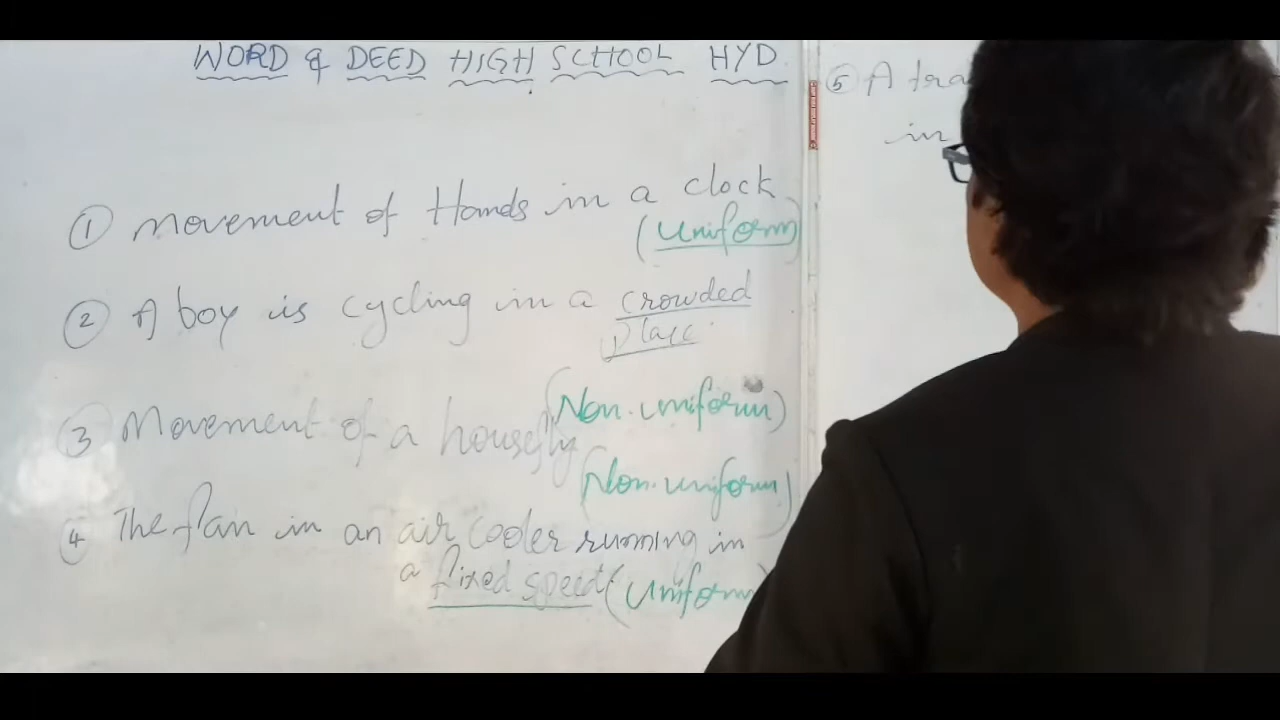 WORD & DEED HIGH SCHOOL HYD
① Movement of Hands in a clock
(Uniform)
② A boy is cycling in a crowded
place
(Non-uniform)
③ Movement of a housefly
(Non-uniform)
④ The fan in an air cooler running in
a fixed speed (Uniform
⑤ A tra
in